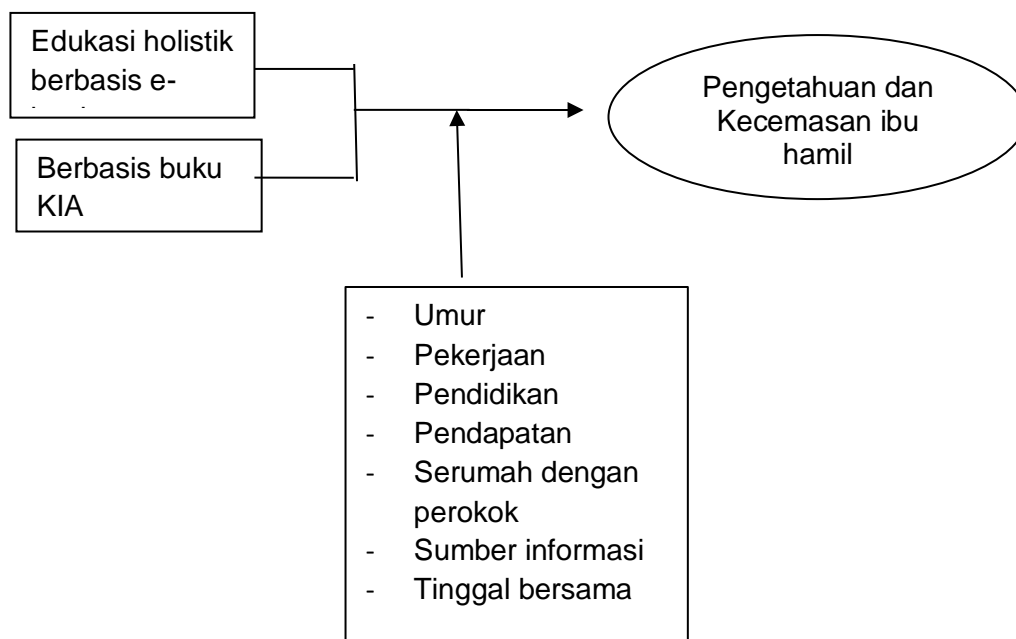 Edukasi holistik
berbasis e-
Berbasis buku
KIA
Pengetahuan dan
Kecemasan ibu
hamil
- Umur
- Pekerjaan
- Pendidikan
- Pendapatan
- Serumah dengan
perokok
- Sumber informasi
- Tinggal bersama